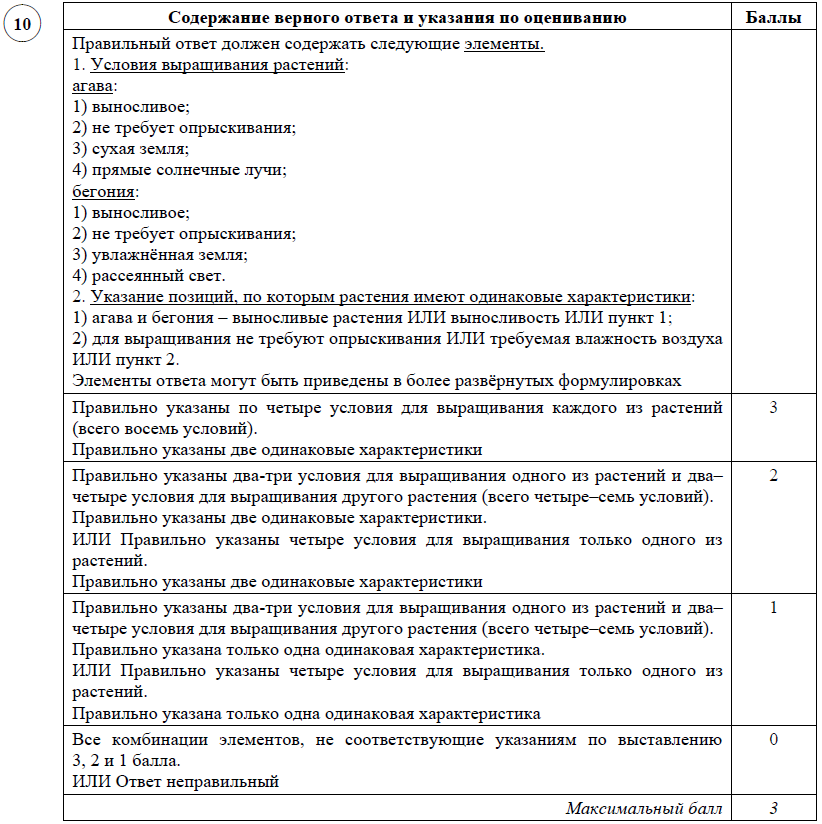 10
Содержание верного ответа и указания по оцениванию
Баллы
Правильный ответ должен содержать следующие элементы.
1. Условия выращивания растений:
агава:
1) выносливое;
2) не требует опрыскивания;
3) сухая земля;
4) прямые солнечные лучи;
бегония:
1) выносливое;
2) не требует опрыскивания;
3) увлажнённая земля;
4) рассеянный свет.
2. Указание позиций, по которым растения имеют одинаковые характеристики:
1) агава и бегония – выносливые растения ИЛИ выносливость ИЛИ пункт 1;
2) для выращивания не требуют опрыскивания ИЛИ требуемая влажность воздуха
ИЛИ пункт 2.
Элементы ответа могут быть приведены в более развёрнутых формулировках
Правильно указаны по четыре условия для выращивания каждого из растений
(всего восемь условий).
Правильно указаны две одинаковые характеристики
3
Правильно указаны два-три условия для выращивания одного из растений и два–
четыре условия для выращивания другого растения (всего четыре–семь условий).
Правильно указаны две одинаковые характеристики.
ИЛИ Правильно указаны четыре условия для выращивания только одного из
растений.
Правильно указаны две одинаковые характеристики
2
Правильно указаны два-три условия для выращивания одного из растений и два–
четыре условия для выращивания другого растения (всего четыре–семь условий).
Правильно указана только одна одинаковая характеристика.
ИЛИ Правильно указаны четыре условия для выращивания только одного из
растений.
Правильно указана только одна одинаковая характеристика
1
Все комбинации элементов, не соответствующие указаниям по выставлению
3, 2 и 1 балла.
ИЛИ Ответ неправильный
0
Максимальный балл
3